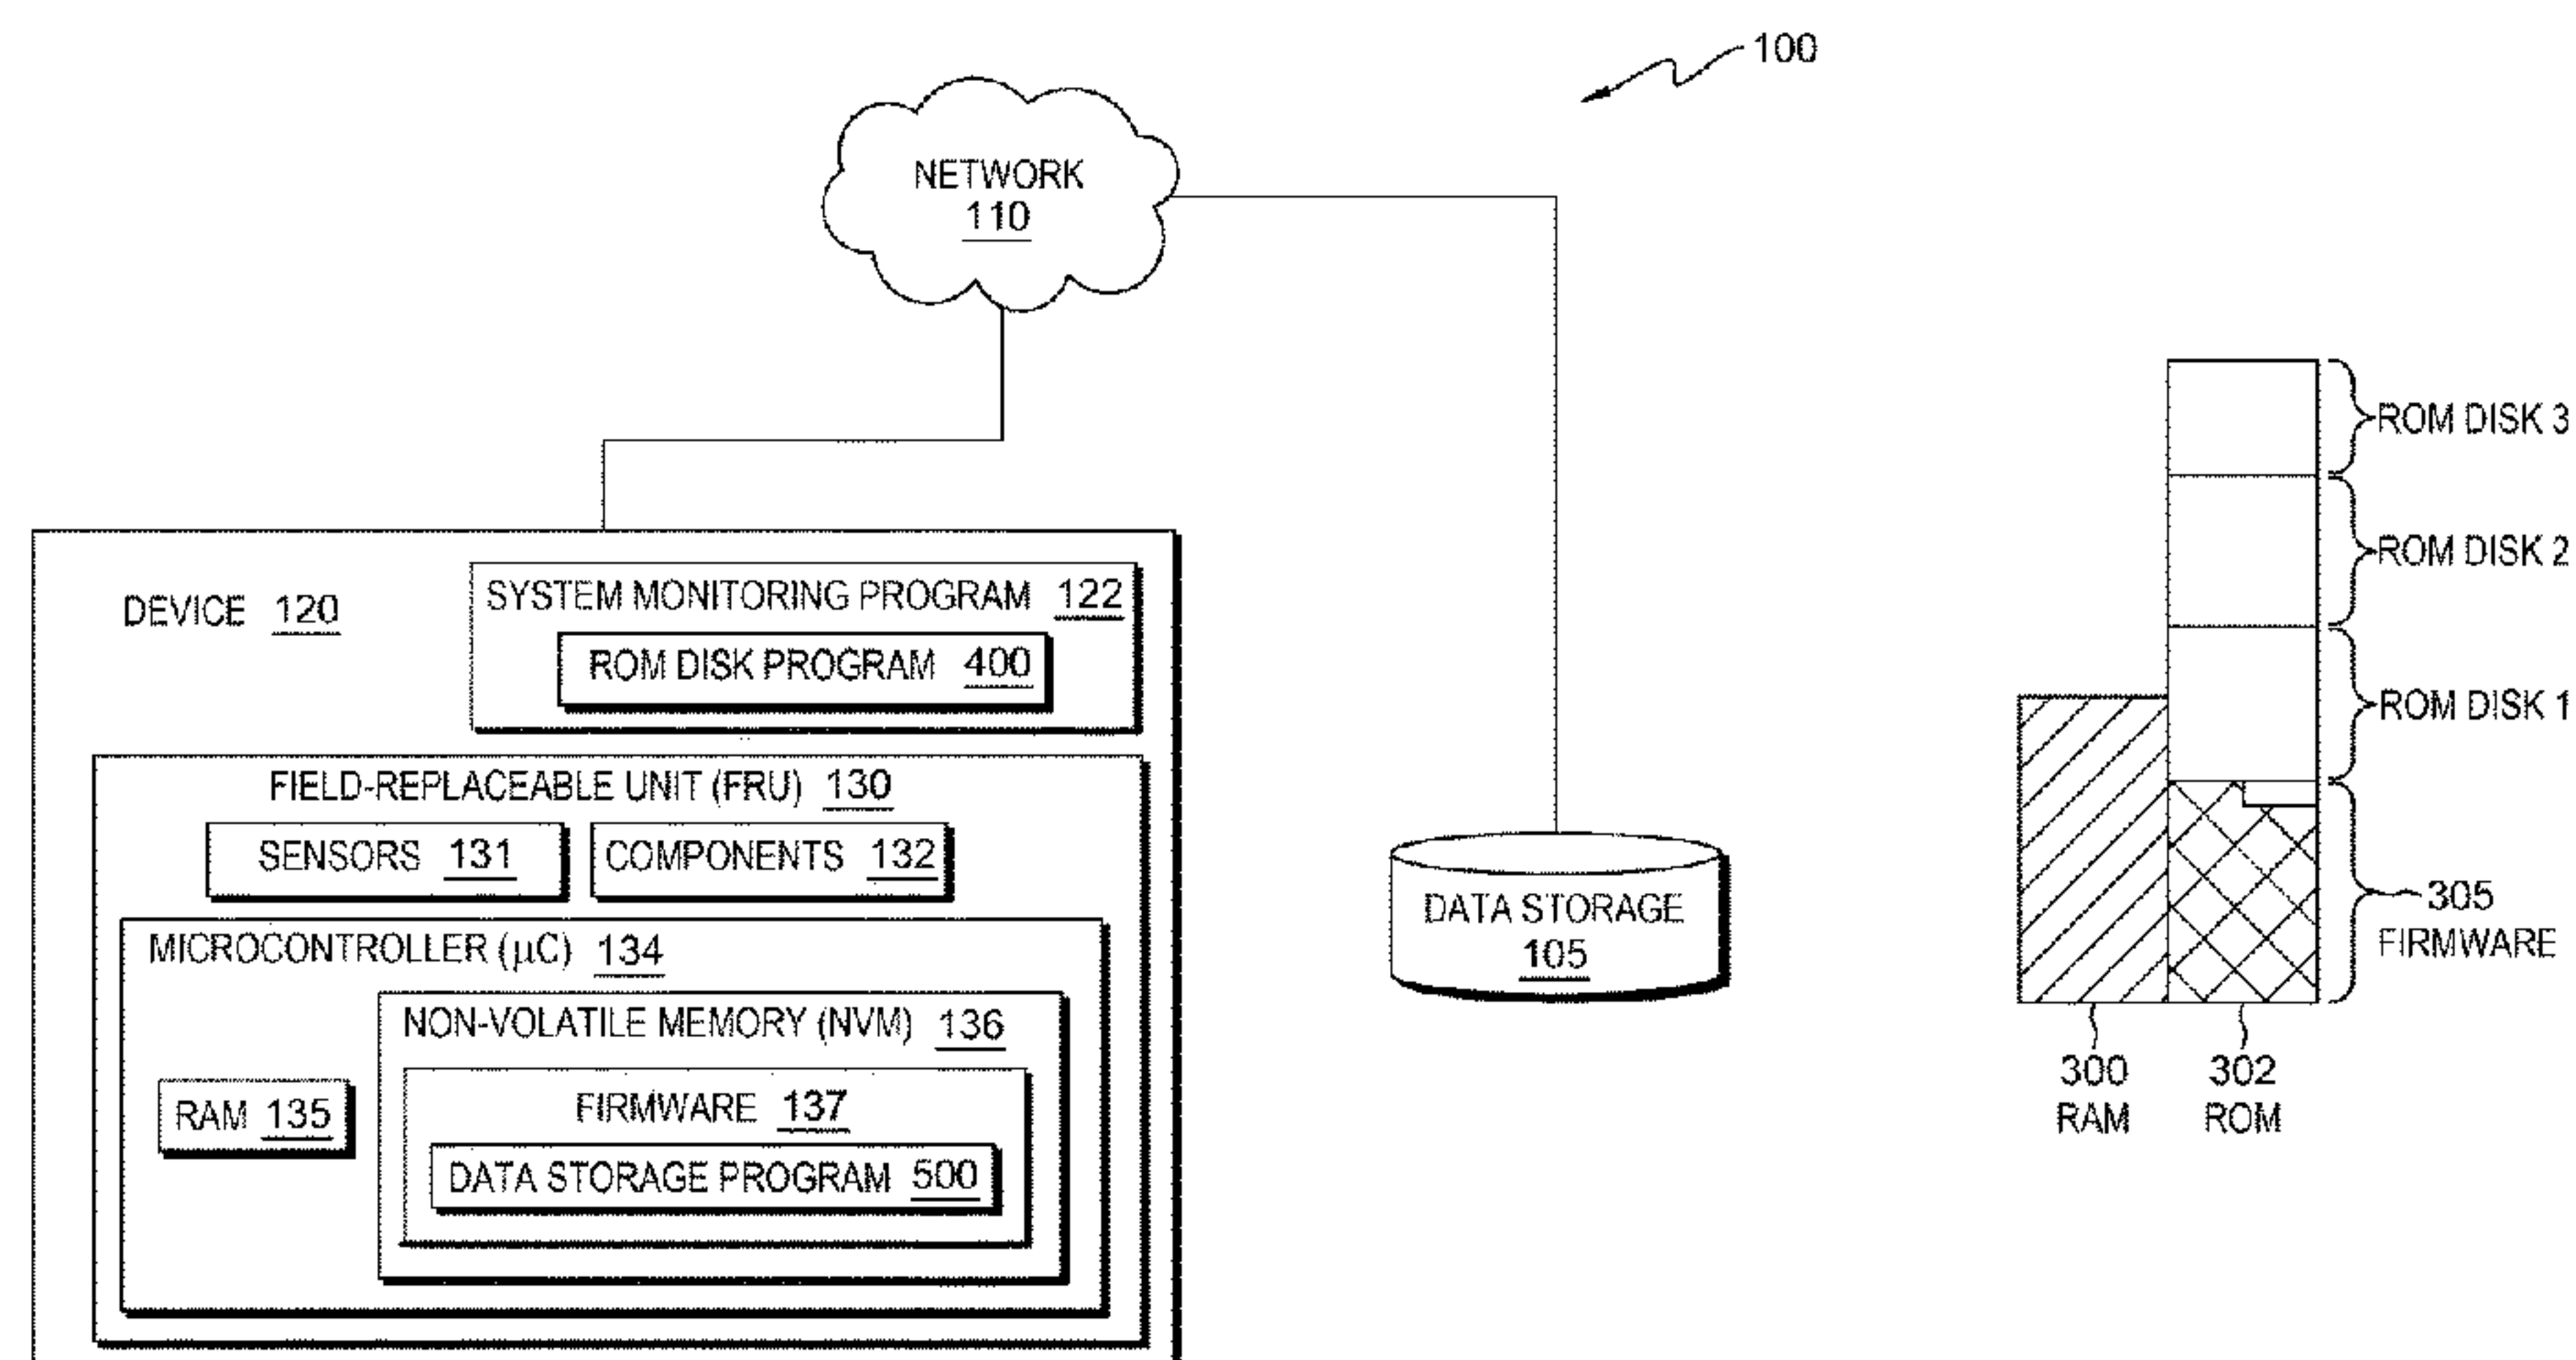 100
NETWORK
110
DEVICE 120
SYSTEM MONITORING PROGRAM 122
ROM DISK PROGRAM 400
FIELD-REPLACEABLE UNIT (FRU) 130
SENSORS 131
COMPONENTS 132
MICROCONTROLLER (µC) 134
NON-VOLATILE MEMORY (NVM) 136
RAM 135
FIRMWARE 137
DATA STORAGE PROGRAM 500
DATA STORAGE
105
ROM DISK 3
ROM DISK 2
ROM DISK 1
305
FIRMWARE
300
RAM
302
ROM